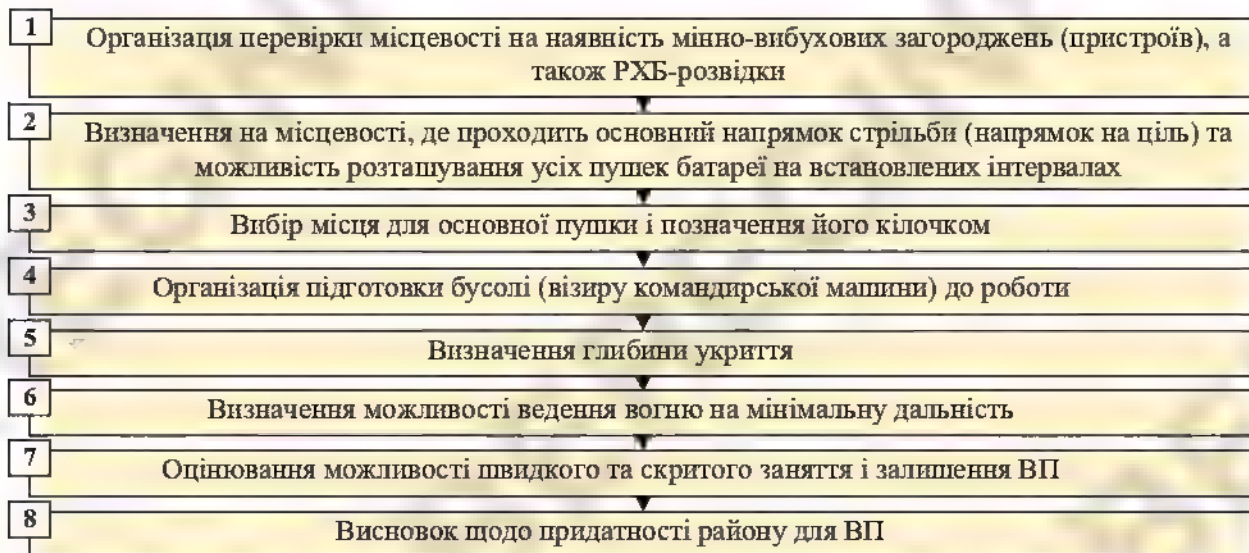 1
Організація перевірки місцевості на наявність мінно-вибухових загороджень (пристроїв), а
також РХБ-розвідки
2
Визначення на місцевості, де проходить основний напрямок стрільби (напрямок на ціль) та
можливість розташування усіх пушек батареї на встановлених інтервалах
3
Вибір місця для основної пушки і позначення його кілочком
4
Організація підготовки бусолі (візиру командирської машини) до роботи
5
Визначення глибини укриття
6
Визначення можливості ведення вогню на мінімальну дальність
7
Оцінювання можливості швидкого та скритого заняття і залишення ВП
8
Висновок щодо придатності району для ВП